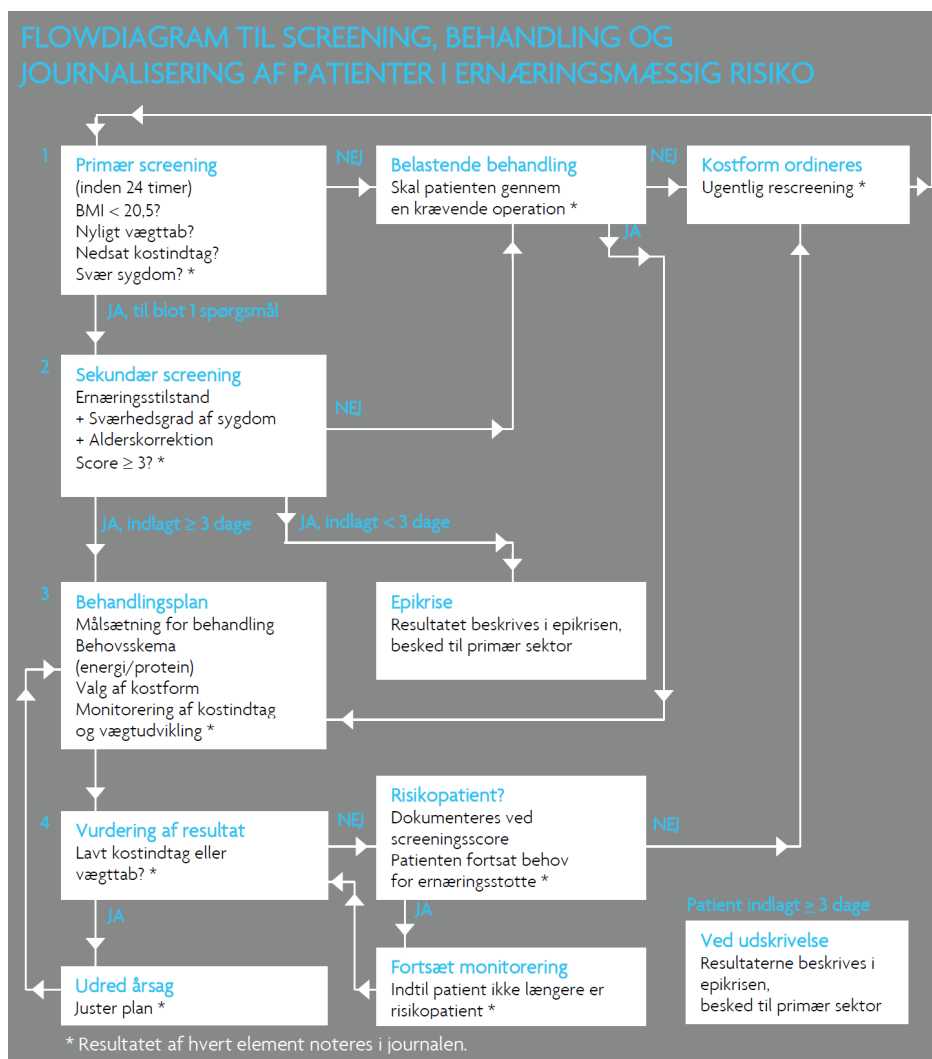 FLOWDIAGRAM TIL SCREENING, BEHANDLING OG
JOURNALISERING AF PATIENTER I ERNÆRINGSMÆSSIG RISIKO
1
Primær screening
(inden 24 timer)
BMI < 20,5?
Nyligt vægttab?
Nedsat kostindtag?
Svær sygdom? *
NEJ
Belastende behandling
Skal patienten gennem
en krævende operation *
NEJ
Kostform ordineres
Ugentlig rescreening *
JA
JA, til blot 1 spørgsmål
2
Sekundær screening
Ernæringsstilstand
+ Sværhedsgrad af sygdom
+ Alderskorrektion
Score ≥ 3? *
NEJ
JA, indlagt ≥ 3 dage
JA, indlagt < 3 dage
3
Behandlingsplan
Målsætning for behandling
Behovsskema
(energi/protein)
Valg af kostform
Monitorering af kostindtag
og vægtudvikling *
Epikrise
Resultatet beskrives i epikrisen,
besked til primær sektor
4
Vurdering af resultat
Lavt kostindtag eller
vægttab? *
NEJ
Risikopatient?
Dokumenteres ved
screeningsscore
Patienten fortsat behov
for ernæringsstøtte *
NEJ
JA
JA
Udred årsag
Juster plan *
Fortsæt monitorering
Indtil patient ikke længere er
risikopatient *
Patient indlagt ≥ 3 dage
Ved udskrivelse
Resultaterne beskrives i
epikrisen,
besked til primær sektor
* Resultatet af hvert element noteres i journalen.